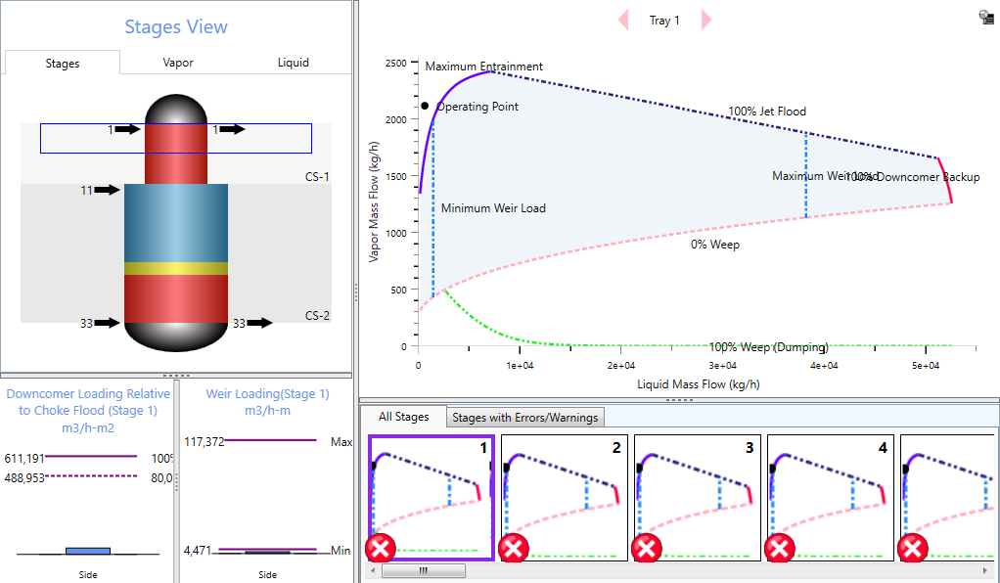 Stages View
Stages
Vapor
Liquid
1
1
CS-1
11
33
33
CS-2
Downcomer Loading Relative
to Choke Flood (Stage 1)
m3/h-m2
611,191
100%
488,953
80,0
Side
Weir Loading(Stage 1)
m3/h-m
117,372
Max
4,471
Min
Side
Tray 1
Vapor Mass Flow (kg/h)
2500
2000
1500
1000
500
0
Maximum Entrainment
Operating Point
100% Jet Flood
Maximum Weir Load
100% Downcomer Backup
Minimum Weir Load
0% Weep
100% Weep (Dumping)
0
1e+04
2e+04
3e+04
4e+04
5e+04
Liquid Mass Flow (kg/h)
All Stages
Stages with Errors/Warnings
1
2
3
4